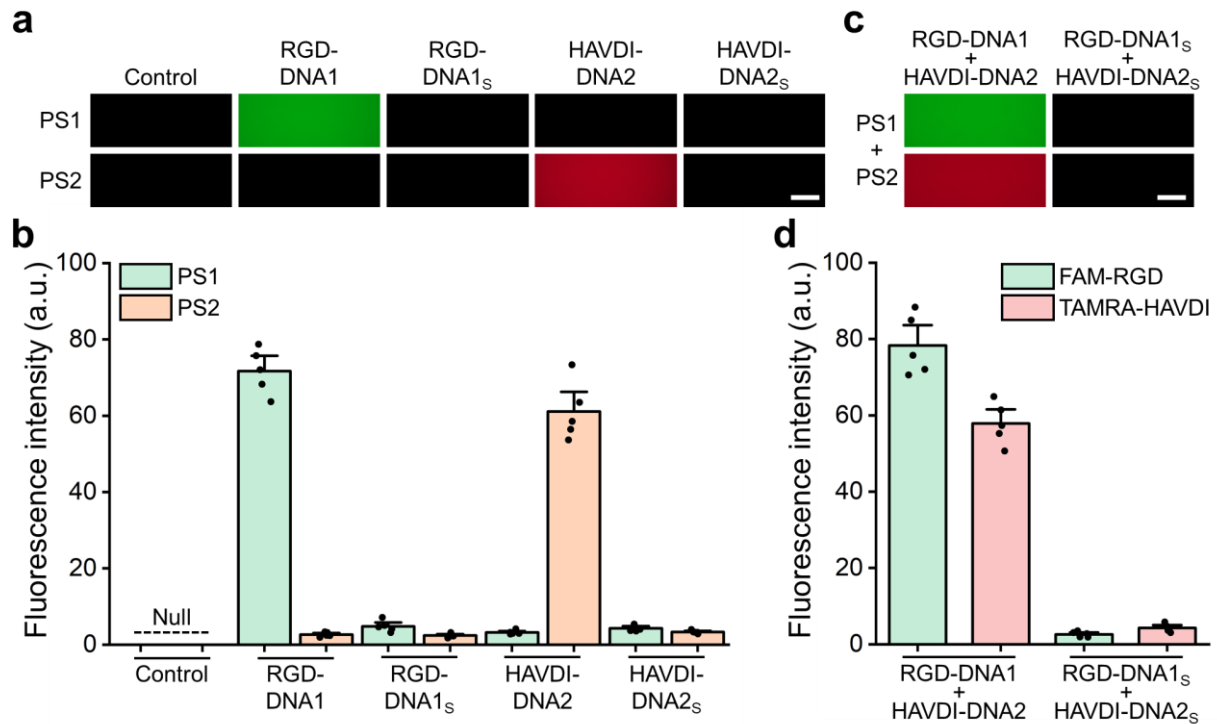 a
Control
RGD-
DNA1
RGD-
DNA1S
HAVDI-
DNA2
HAVDI-
DNA2S
PS1
PS2
c
RGD-DNA1
+
HAVDI-DNA2
RGD-DNA1S
+
HAVDI-DNA2S
PS1
+
PS2
b
Fluorescence intensity (a.u.)
100
80
60
40
20
0
PS1
PS2
Null
Control
RGD-
DNA1
RGD-
DNA1S
HAVDI-
DNA2
HAVDI-
DNA2S
d
Fluorescence intensity (a.u.)
100
80
60
40
20
0
FAM-RGD
TAMRA-HAVDI
RGD-DNA1
+
HAVDI-DNA2
RGD-DNA1S
+
HAVDI-DNA2S